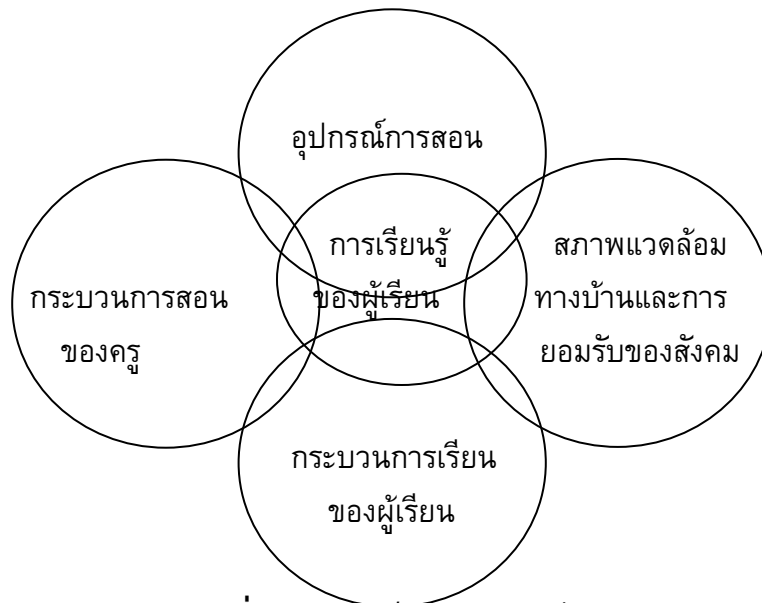 อุปกรณ์การสอน
การเรียนรู้
ของผู้เรียน
สภาพแวดล้อม
ทางบ้านและการ
ยอมรับของสังคม
กระบวนการสอน
ของครู
กระบวนการเรียน
ของผู้เรียน